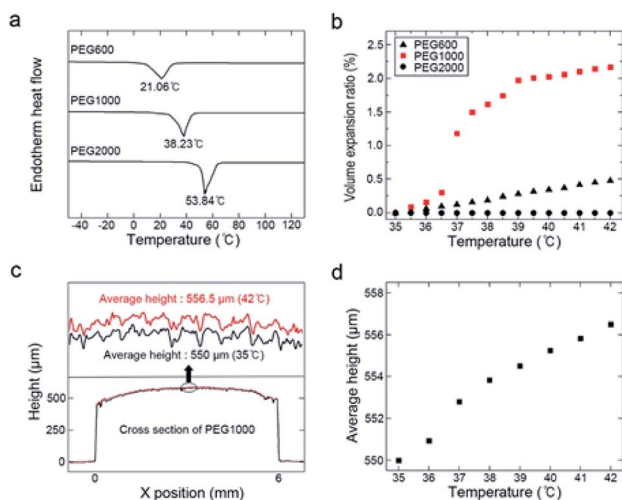 a
PEG600
21.06℃
PEG1000
38.23℃
PEG2000
53.84℃
Endotherm heat flow
-40 -20 0 20 40 60 80 100 120
Temperature (℃)
b
PEG600
PEG1000
PEG2000
Volume expansion ratio (%)
2.5
2.0
1.5
1.0
0.5
0.0
35 36 37 38 39 40 41 42
Temperature (℃)
c
Average height : 556.5 μm (42℃)
Average height : 550 μm (35℃)
Height (μm)
500
250
0
Cross section of PEG1000
0 6
X position (mm)
d
Average height (μm)
558
556
554
552
550
35 36 37 38 39 40 41 42
Temperature (℃)